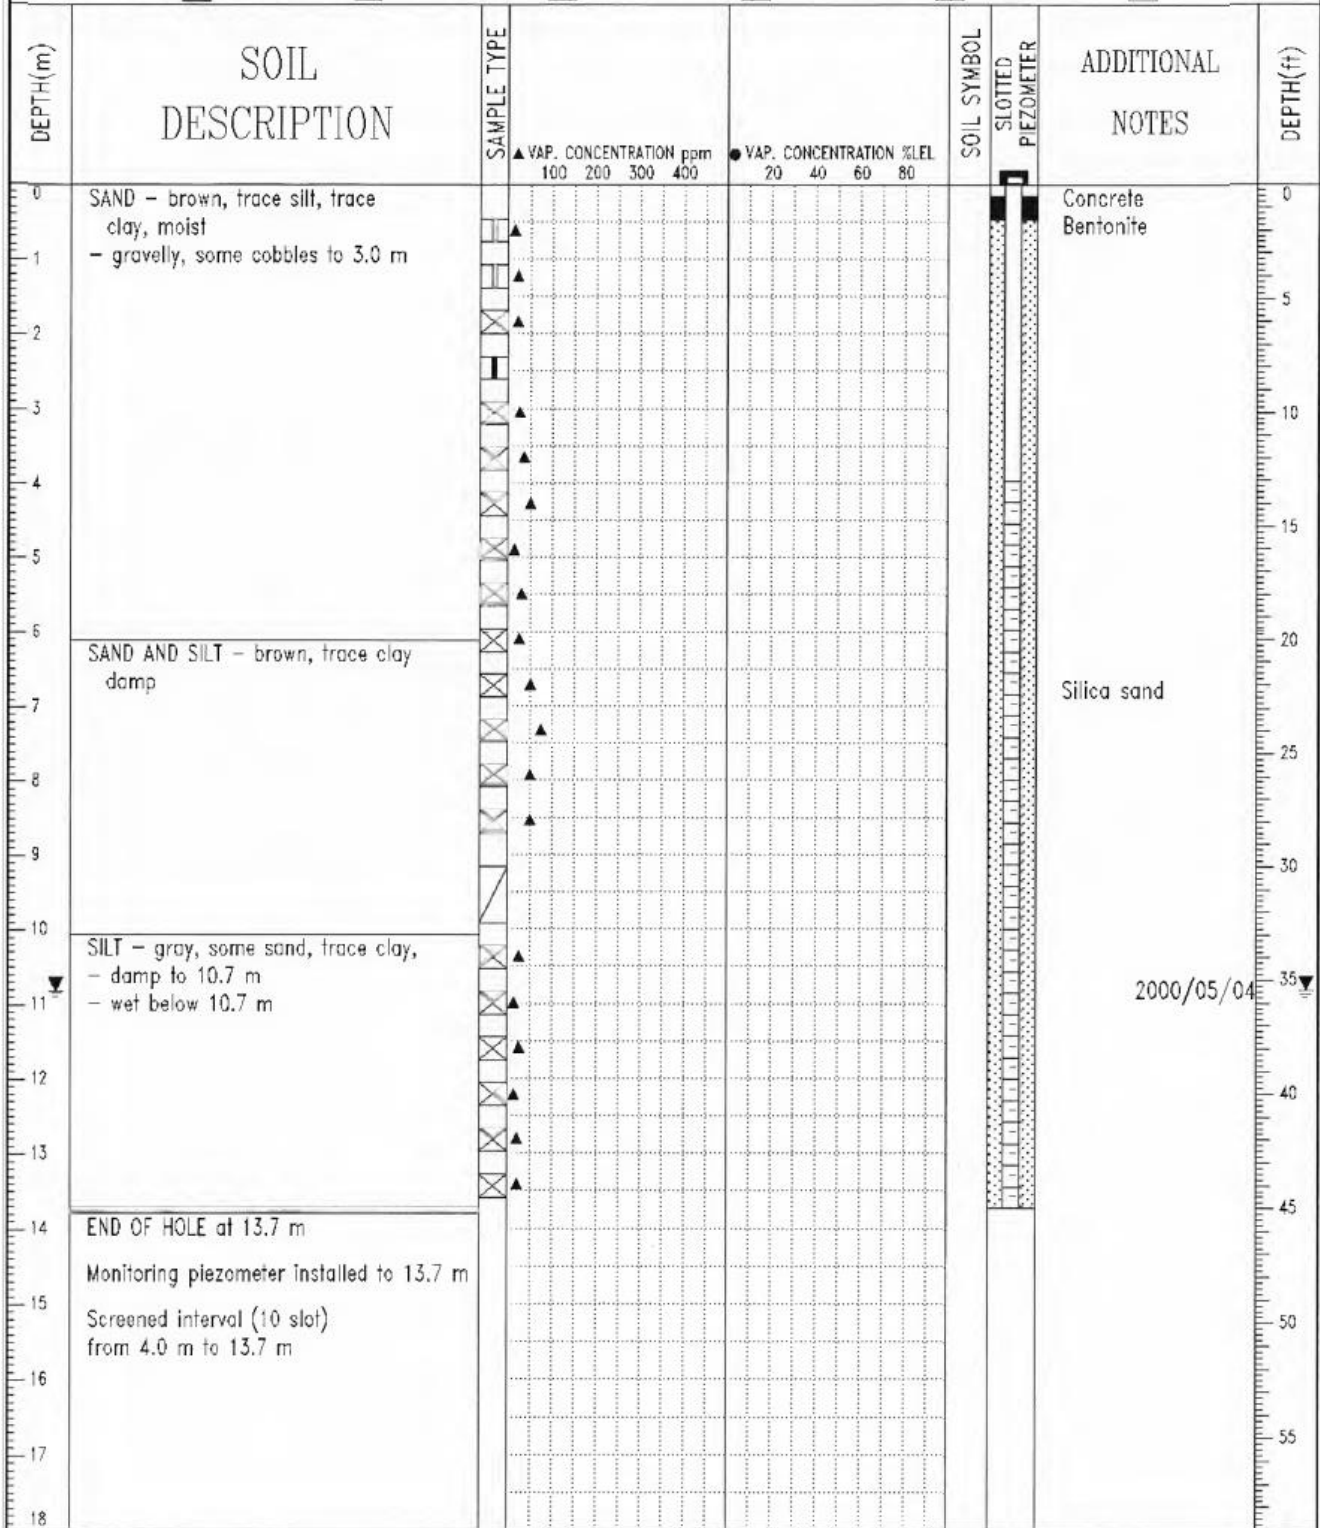 DEPTH(m)
SOIL
DESCRIPTION
SAMPLE TYPE
▲ VAP. CONCENTRATION ppm
100 200 300 400
● VAP. CONCENTRATION %LEL
20 40 60 80
SOIL SYMBOL
SLOTTED
PIEZOMETER
ADDITIONAL
NOTES
DEPTH(ft)
0
1
2
3
4
5
6
7
8
9
10
11
12
13
14
15
16
17
18
SAND – brown, trace silt, trace
clay, moist
– gravelly, some cobbles to 3.0 m
SAND AND SILT – brown, trace clay
damp
SILT – gray, some sand, trace clay,
– damp to 10.7 m
– wet below 10.7 m
END OF HOLE at 13.7 m
Monitoring piezometer installed to 13.7 m
Screened interval (10 slot)
from 4.0 m to 13.7 m
Concrete
Bentonite
Silica sand
2000/05/04
0
5
10
15
20
25
30
35
40
45
50
55